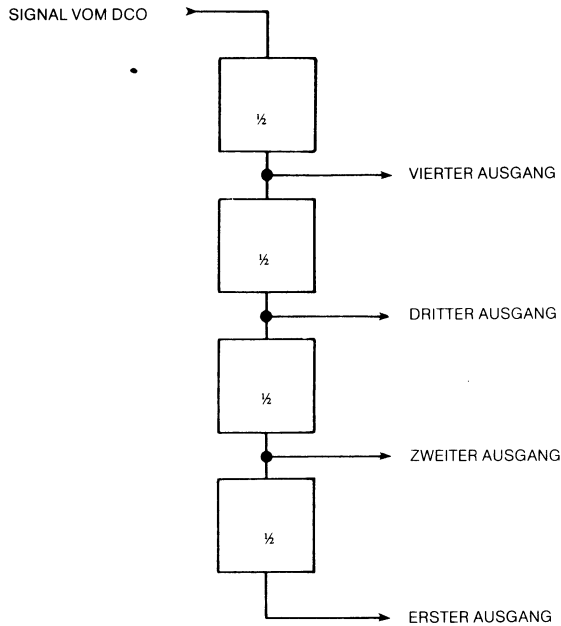 SIGNAL VOM DCO
½
VIERTER AUSGANG
½
DRITTER AUSGANG
½
ZWEITER AUSGANG
½
ERSTER AUSGANG